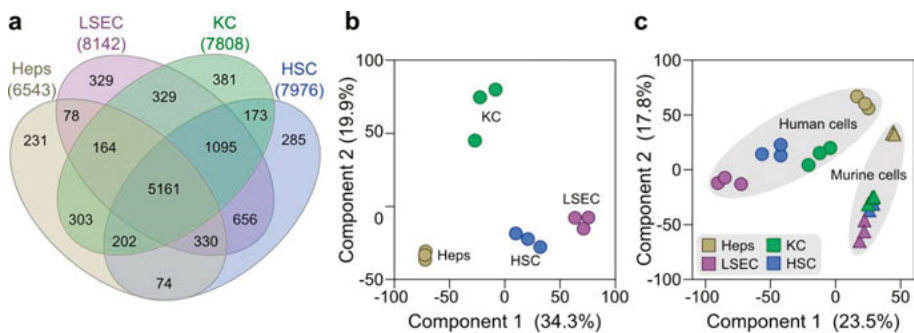 a
LSEC
(8142)
KC
(7808)
Heps
(6543)
HSC
(7976)
329
329
381
78
173
231
164
1095
285
5161
303
656
202
330
74
b
Component 2 (19.9%)
100
50
0
-50
KC
LSEC
Heps
HSC
-100
-50
0
50
100
Component 1 (34.3%)
c
Component 2 (17.8%)
100
50
0
-50
-100
Human cells
Murine cells
Heps
KC
LSEC
HSC
-100
-50
0
50
100
Component 1 (23.5%)